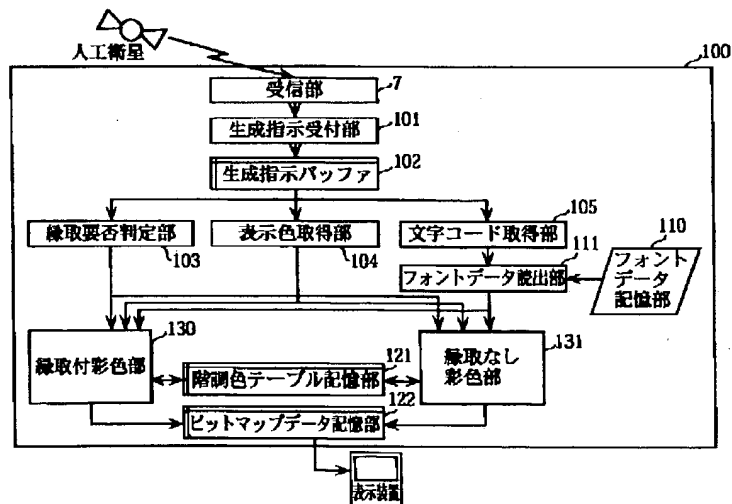 人工衛星
100
受信部
7
生成指示受付部
101
生成指示バッファ
102
縁取要否判定部
103
表示色取得部
104
文字コード取得部
105
フォントデータ読出部
111
110
フォント
データ
記憶部
130
縁取付彩色部
階調色テーブル記憶部
121
131
縁取なし
彩色部
ビットマップデータ記憶部
122
表示装置